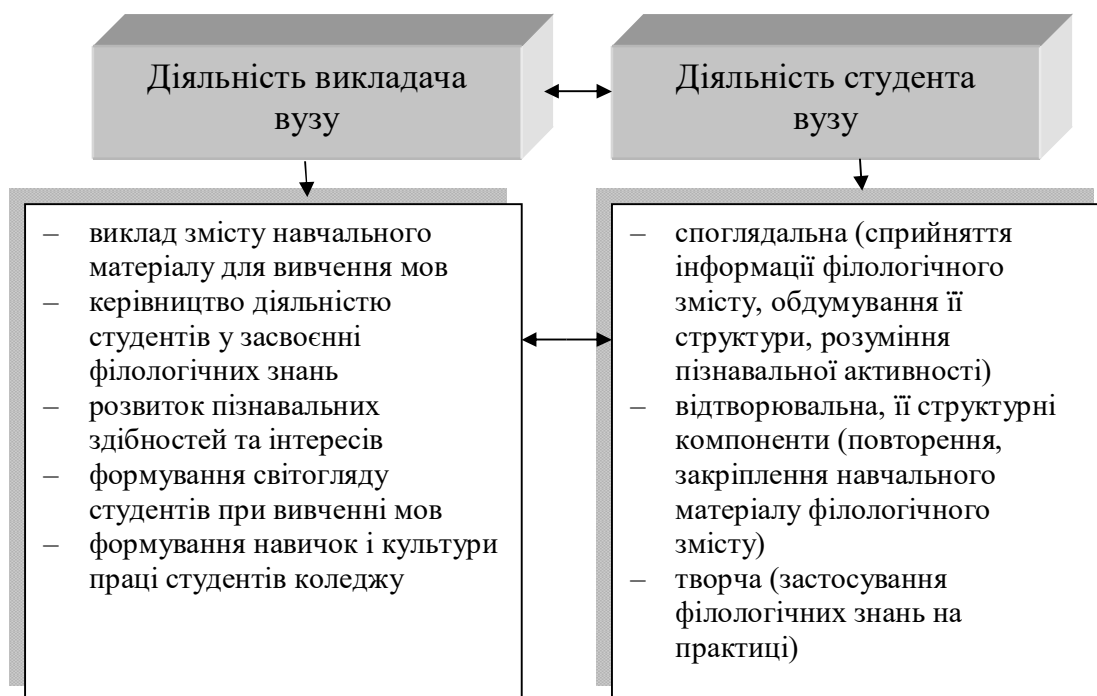 Діяльність викладача
вузу
Діяльність студента
вузу
– виклад змісту навчального
матеріалу для вивчення мов
– керівництво діяльністю
студентів у засвоєнні
філологічних знань
– розвиток пізнавальних
здібностей та інтересів
– формування світогляду
студентів при вивченні мов
– формування навичок і культури
праці студентів коледжу
– споглядальна (сприйняття
інформації філологічного
змісту, обдумування її
структури, розуміння
пізнавальної активності)
– відтворювальна, її структурні
компоненти (повторення,
закріплення навчального
матеріалу філологічного
змісту)
– творча (застосування
філологічних знань на
практиці)